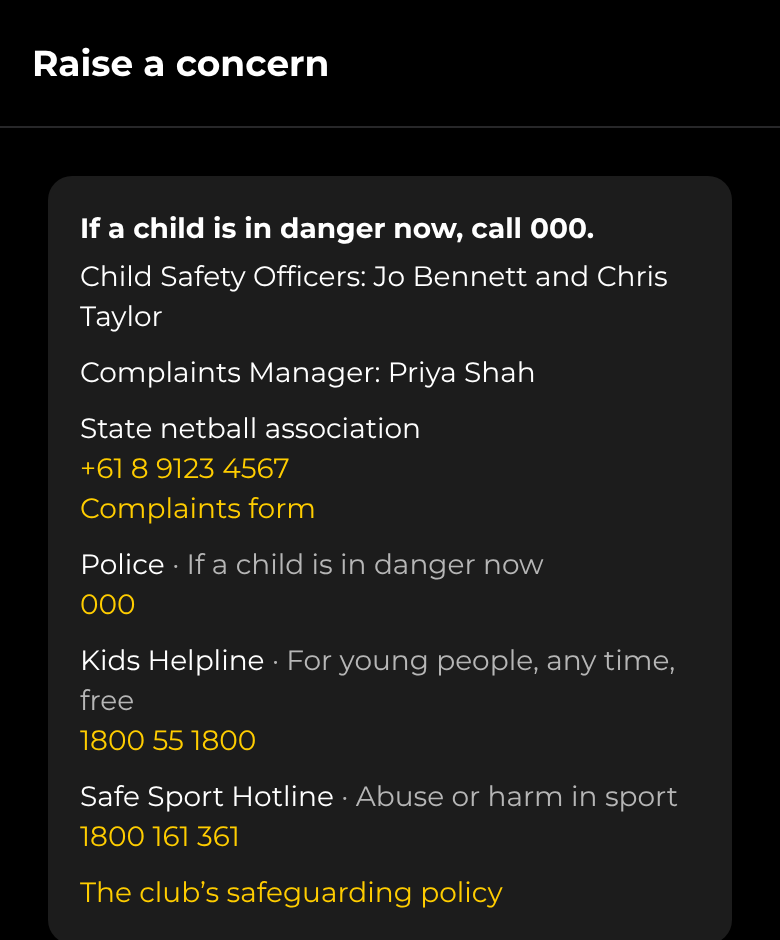 Raise a concern
If a child is in danger now, call 000.
Child Safety Officers: Jo Bennett and Chris
Taylor
Complaints Manager: Priya Shah
State netball association
+61 8 9123 4567
Complaints form
Police · If a child is in danger now
000
Kids Helpline · For young people, any time,
free
1800 55 1800
Safe Sport Hotline · Abuse or harm in sport
1800 161 361
The club’s safeguarding policy